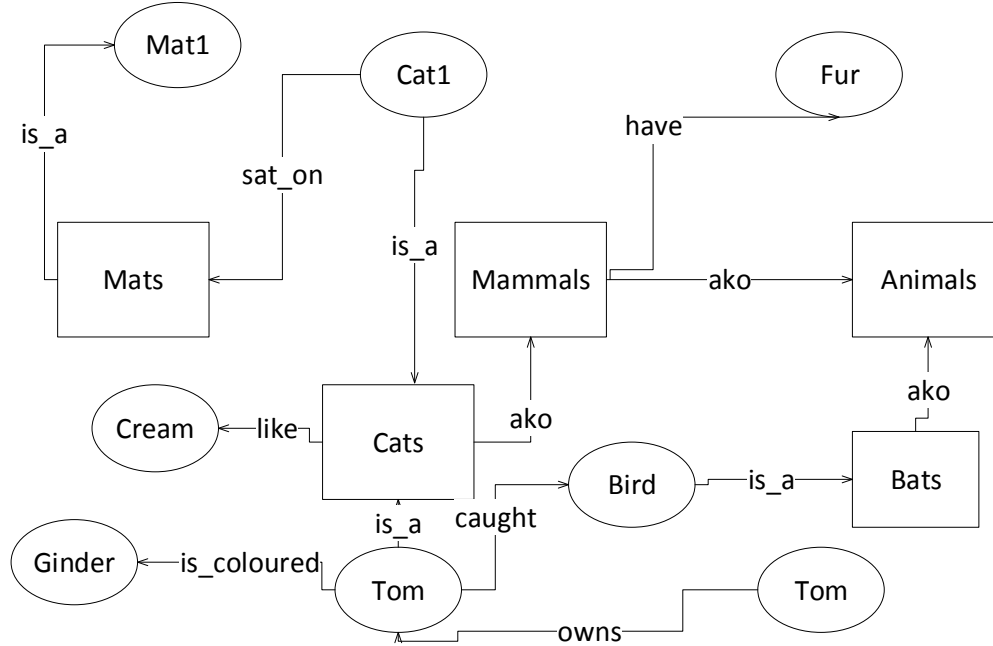 Mat1
Cat1
Fur
is_a
have
sat_on
is_a
Mats
Mammals
ako
Animals
ako
ako
Cream
like
Cats
Bird
is_a
Bats
is_a
caught
Ginder
is_coloured
Tom
Tom
owns